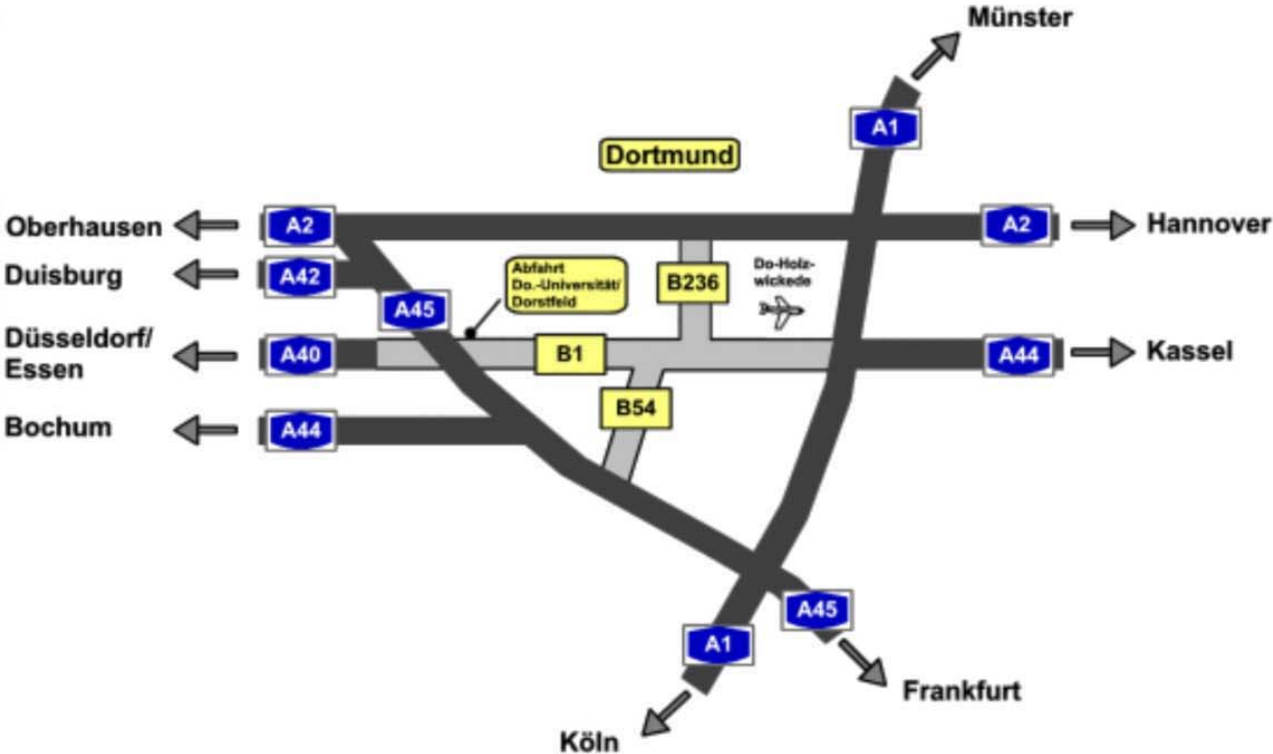 Münster
A1
Dortmund
Oberhausen
A2
A2
Hannover
Duisburg
A42
Abfahrt
Do.-Universität/
Dorstfeld
B236
Do-Holz-
wickede
A45
Düsseldorf/
Essen
A40
B1
A44
Kassel
B54
Bochum
A44
A45
A1
Frankfurt
Köln